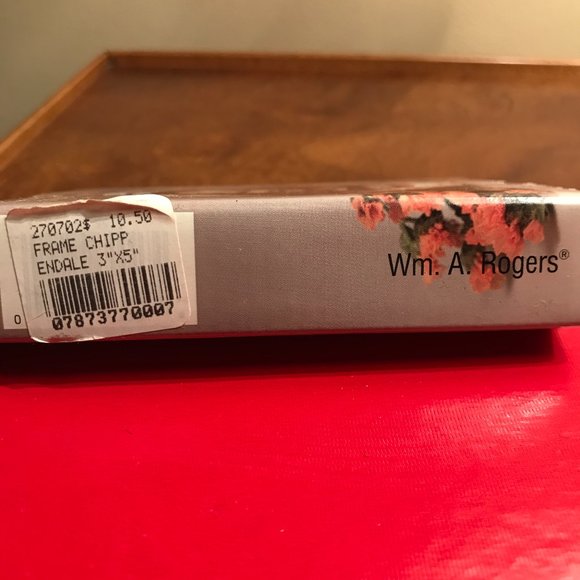 270702$ 10.50
FRAME CHIPP
ENDALE 3"X5"
07873770007
0
Wm. A. Rogers®